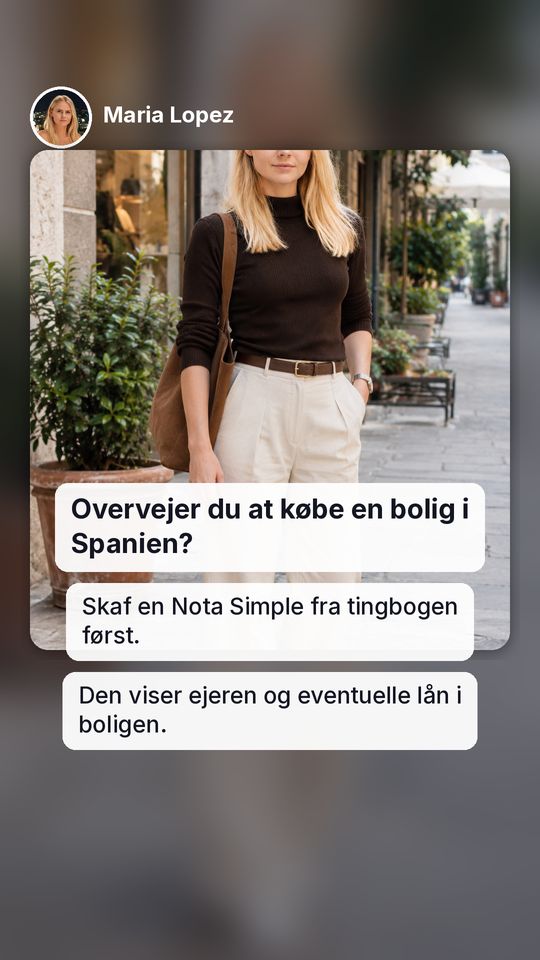 Maria Lopez
Overvejer du at købe en bolig i
Spanien?
Skaf en Nota Simple fra tingbogen
først.
Den viser ejeren og eventuelle lån i
boligen.